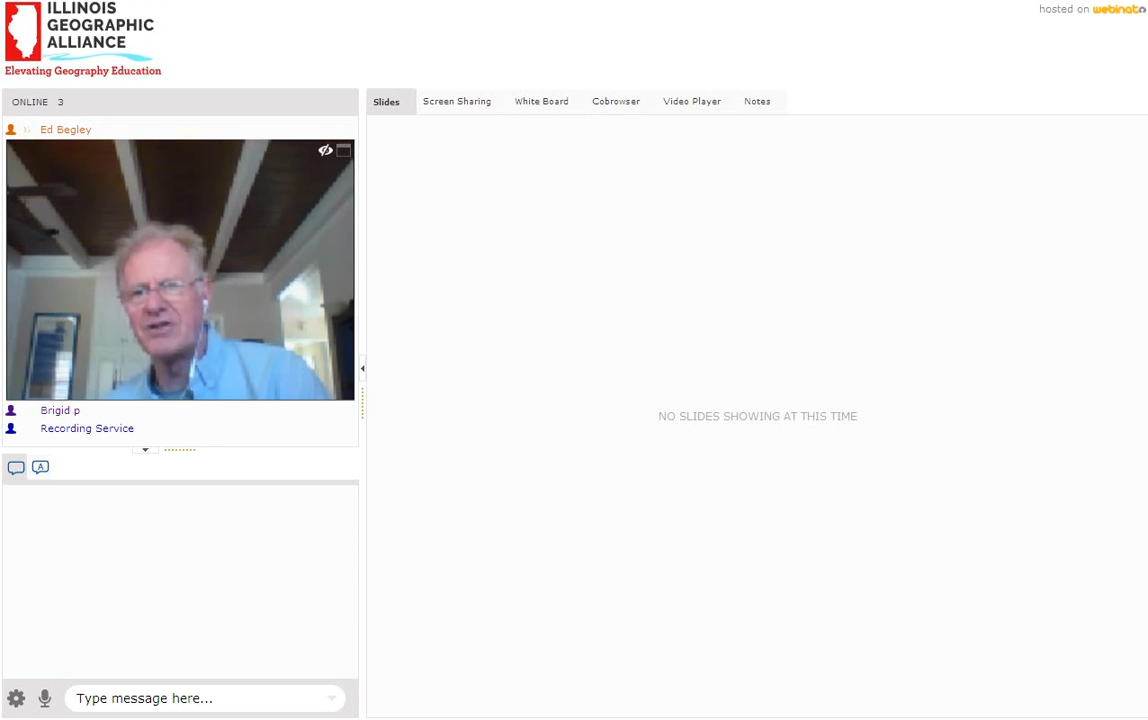 ILLINOIS
GEOGRAPHIC
ALLIANCE
Elevating Geography Education
hosted on webinato
ONLINE 3
Slides Screen Sharing White Board Cobrowser Video Player Notes
Ed Begley
NO SLIDES SHOWING AT THIS TIME
Brigid p
Recording Service
A
Type message here...